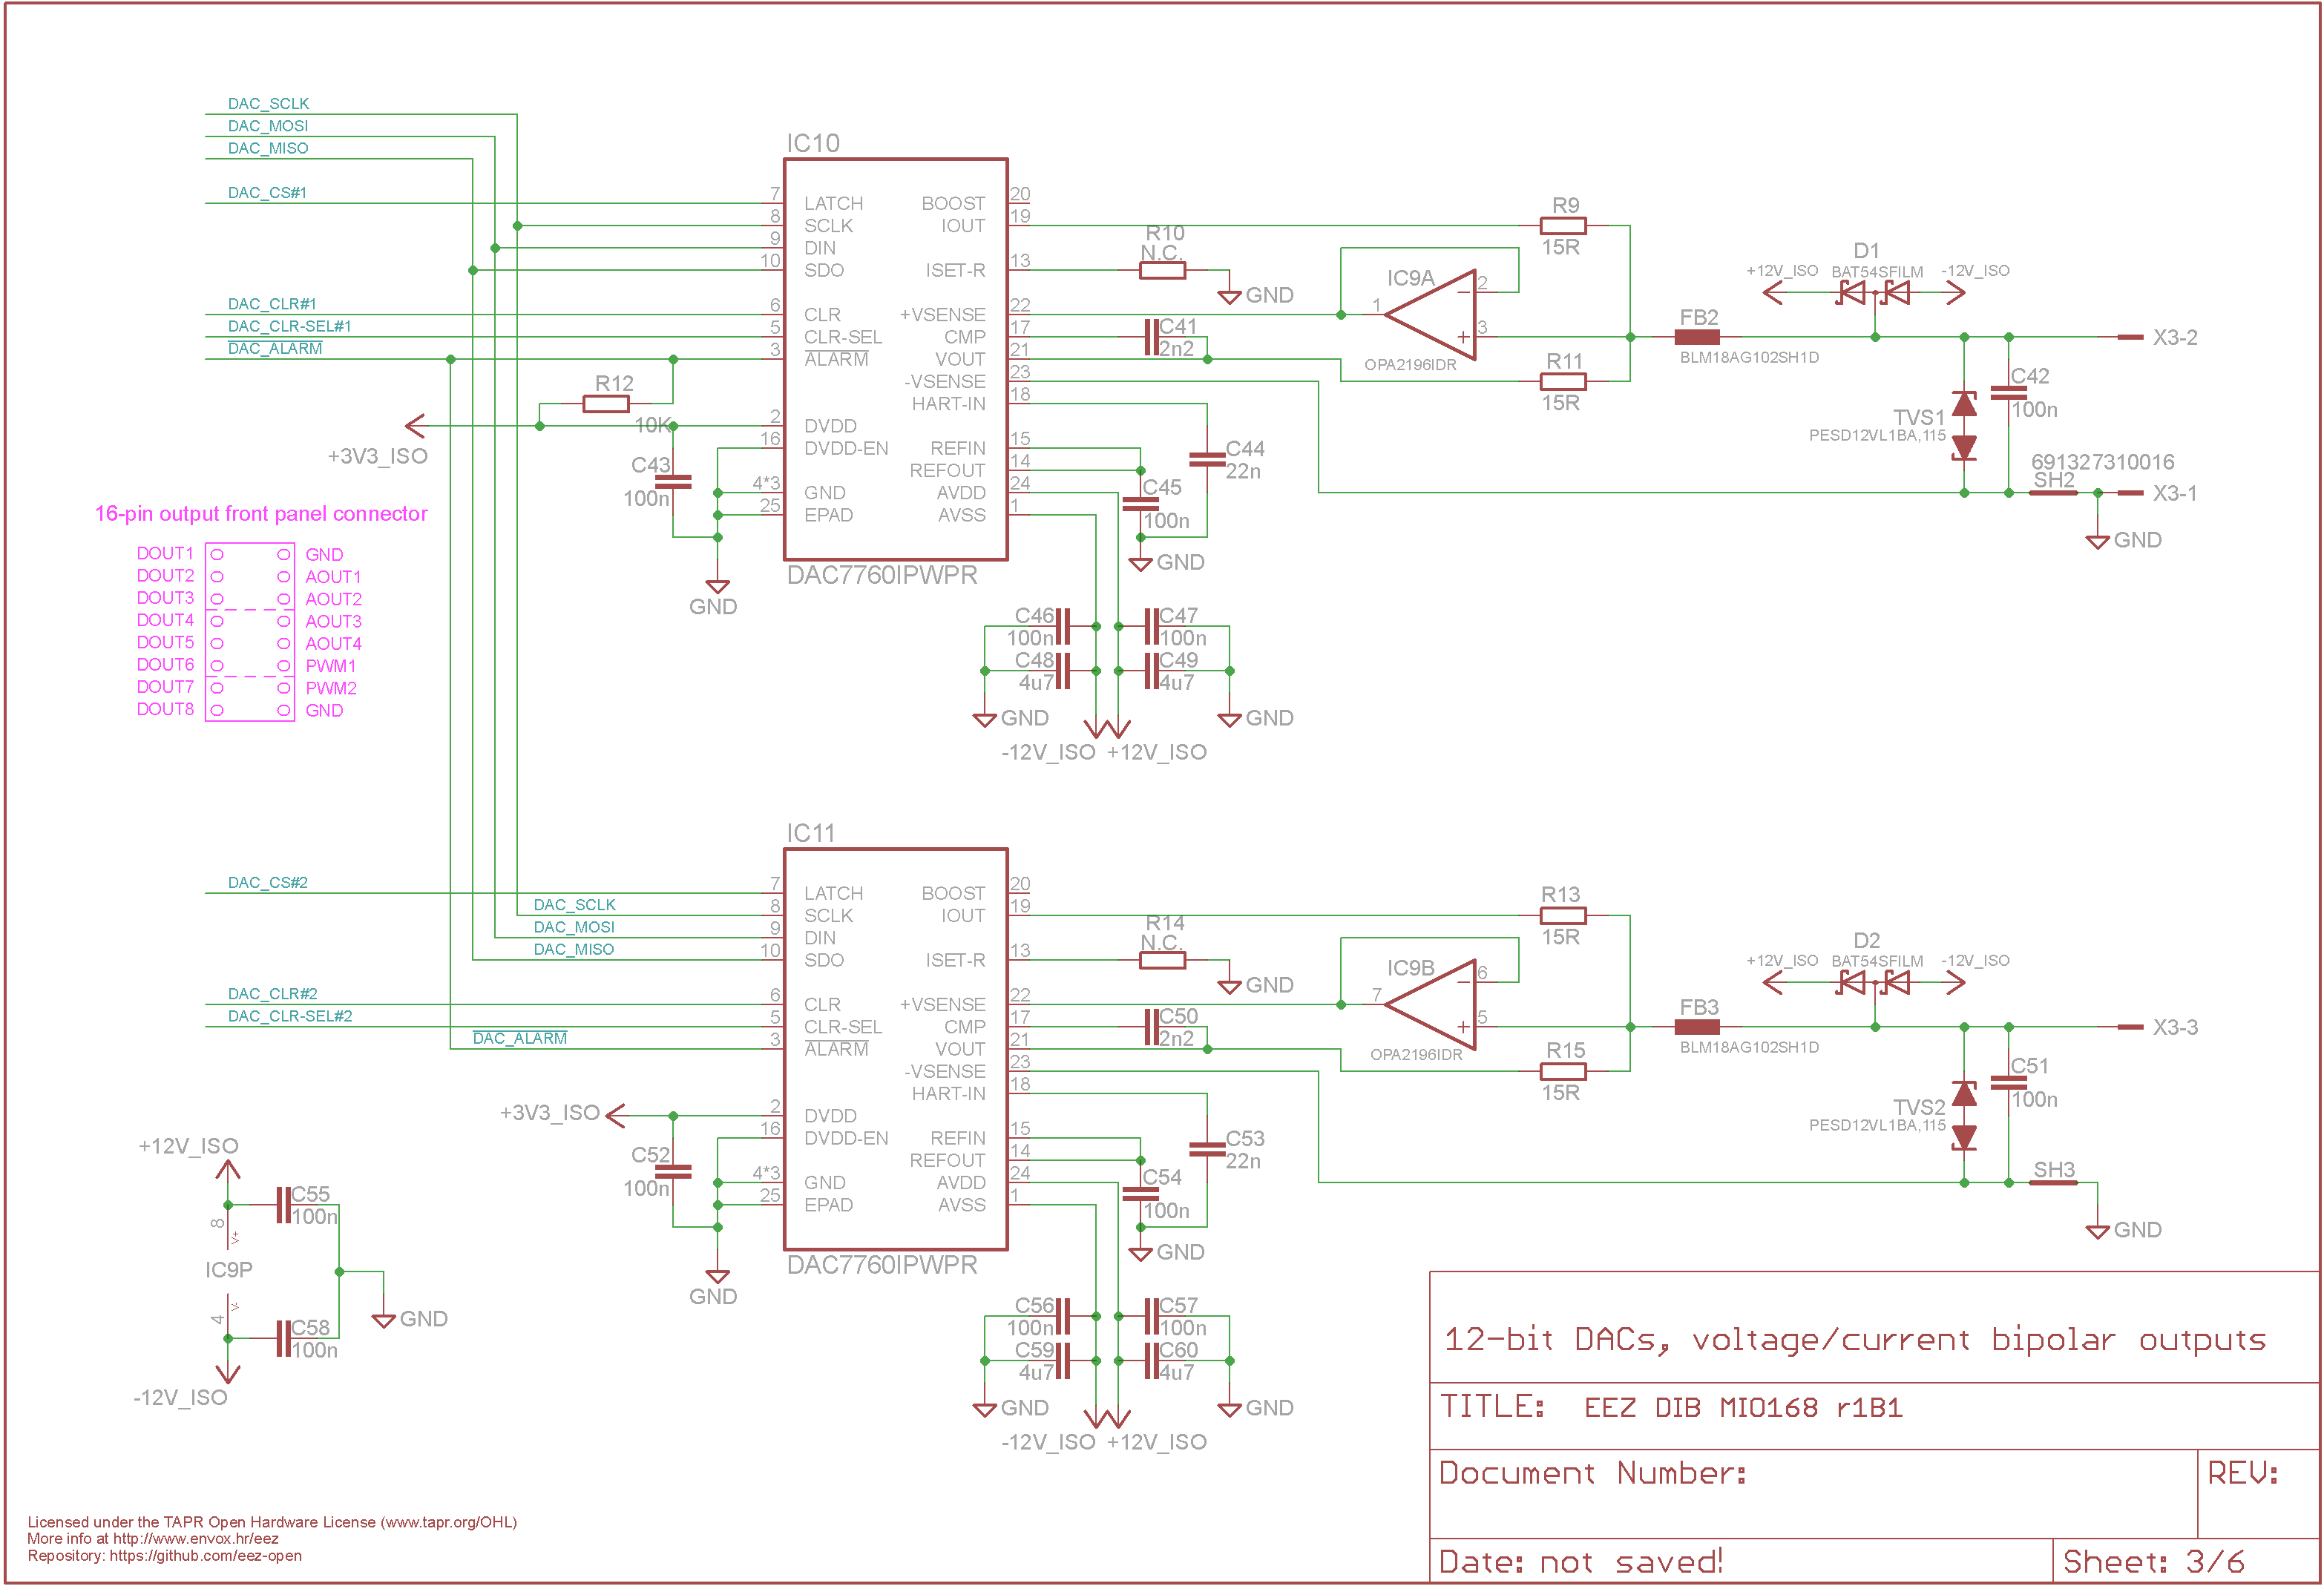 DAC_SCLK
DAC_MOSI
DAC_MISO
DAC_CS#1
DAC_CLR#1
DAC_CLR-SEL#1
DAC_ALARM
IC10
7 LATCH BOOST 20
8 SCLK IOUT 19
9 DIN
10 SDO ISET-R 13
6 CLR +VSENSE 22
5 CLR-SEL CMP 17
3 ALARM VOUT 21
-VSENSE 23
HART-IN 18
2 DVDD
16 DVDD-EN REFIN 15
REFOUT 14
4*3 GND AVDD 24
25 EPAD AVSS 1
DAC7760IPWPR
R12
10K
+3V3_ISO
C43
100n
GND
R10
N.C.
GND
C41
2n2
C44
22n
C45
100n
GND
C46
100n
C48
4u7
C47
100n
C49
4u7
GND
GND
-12V_ISO +12V_ISO
R9
15R
IC9A
1
2
3
OPA2196IDR
R11
15R
FB2
BLM18AG102SH1D
D1
+12V_ISO BAT54SFILM -12V_ISO
X3-2
C42
100n
TVS1
PESD12VL1BA,115
691327310016
SH2
X3-1
GND
16-pin output front panel connector
DOUT1 GND
DOUT2 AOUT1
DOUT3 AOUT2
DOUT4 AOUT3
DOUT5 AOUT4
DOUT6 PWM1
DOUT7 PWM2
DOUT8 GND
DAC_CS#2
DAC_SCLK
DAC_MOSI
DAC_MISO
DAC_CLR#2
DAC_CLR-SEL#2
DAC_ALARM
IC11
7 LATCH BOOST 20
8 SCLK IOUT 19
9 DIN
10 SDO ISET-R 13
6 CLR +VSENSE 22
5 CLR-SEL CMP 17
3 ALARM VOUT 21
-VSENSE 23
HART-IN 18
2 DVDD
16 DVDD-EN REFIN 15
REFOUT 14
4*3 GND AVDD 24
25 EPAD AVSS 1
DAC7760IPWPR
+3V3_ISO
C52
100n
GND
R14
N.C.
GND
C50
2n2
C53
22n
C54
100n
GND
C56
100n
C59
4u7
C57
100n
C60
4u7
GND
GND
-12V_ISO +12V_ISO
R13
15R
IC9B
7
6
5
OPA2196IDR
R15
15R
FB3
BLM18AG102SH1D
D2
+12V_ISO BAT54SFILM -12V_ISO
X3-3
C51
100n
TVS2
PESD12VL1BA,115
SH3
GND
+12V_ISO
C55
100n
8
V+
IC9P
V-
4
C58
100n
GND
-12V_ISO
12-bit DACs, voltage/current bipolar outputs
TITLE: EEZ DIB MIO168 r1B1
Document Number:
REV:
Date: not saved!
Sheet: 3/6
Licensed under the TAPR Open Hardware License (www.tapr.org/OHL)
More info at http://www.envox.hr/eez
Repository: https://github.com/eez-open